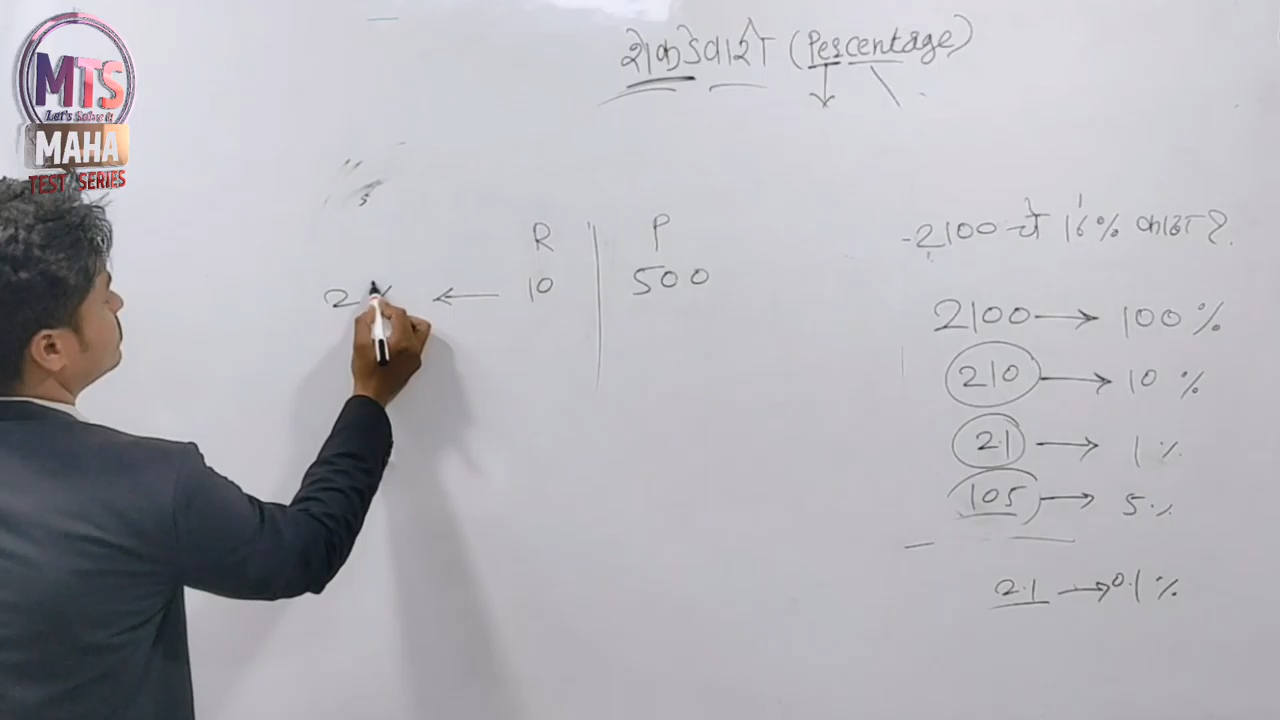 MTS
Let's Solve it
MAHA
TEST SERIES
शेकडेवारी (Percentage)
R P
2 % ← 10 500
2100 चे 16% काढा ?
2100 → 100 %
210 → 10 %
21 → 1 %
105 → 5 %
2.1 → 0.1 %